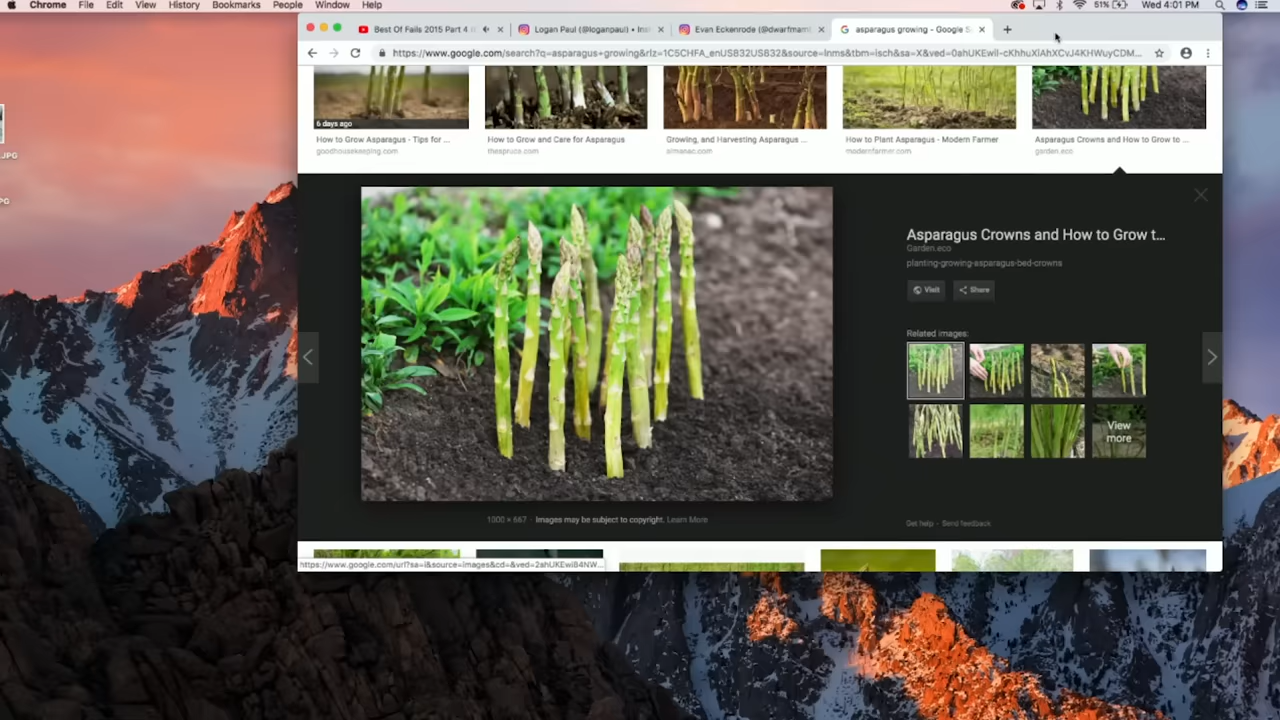 Chrome File Edit View History Bookmarks People Window Help 51% Wed 4:01 PM
Best Of Fails 2015 Part 4 Logan Paul (@loganpaul) • Ins Evan Eckenrode (@dwarfmam asparagus growing - Google S
https://www.google.com/search?q=asparagus+growing&rlz=1C5CHFA_enUS832US832&source=lnms&tbm=isch&sa=X&ved=0ahUKEwil-cKhhuXlAhXCvJ4KHWuyCDM...
.JPG
PG
6 days ago
How to Grow Asparagus - Tips for ... How to Grow and Care for Asparagus Growing, and Harvesting Asparagus ... How to Plant Asparagus - Modern Farmer Asparagus Crowns and How to Grow to ...
goodhousekeeping.com thespruce.com almanac.com modernfarmer.com garden.eco
Asparagus Crowns and How to Grow t...
Garden.eco
planting-growing-asparagus-bed-crowns
Visit Share
Related images:
View
more
1000 × 667 Images may be subject to copyright. Learn More
Get help - Send feedback
https://www.google.com/url?sa=i&source=images&cd=&ved=2ahUKEwiB4NW...